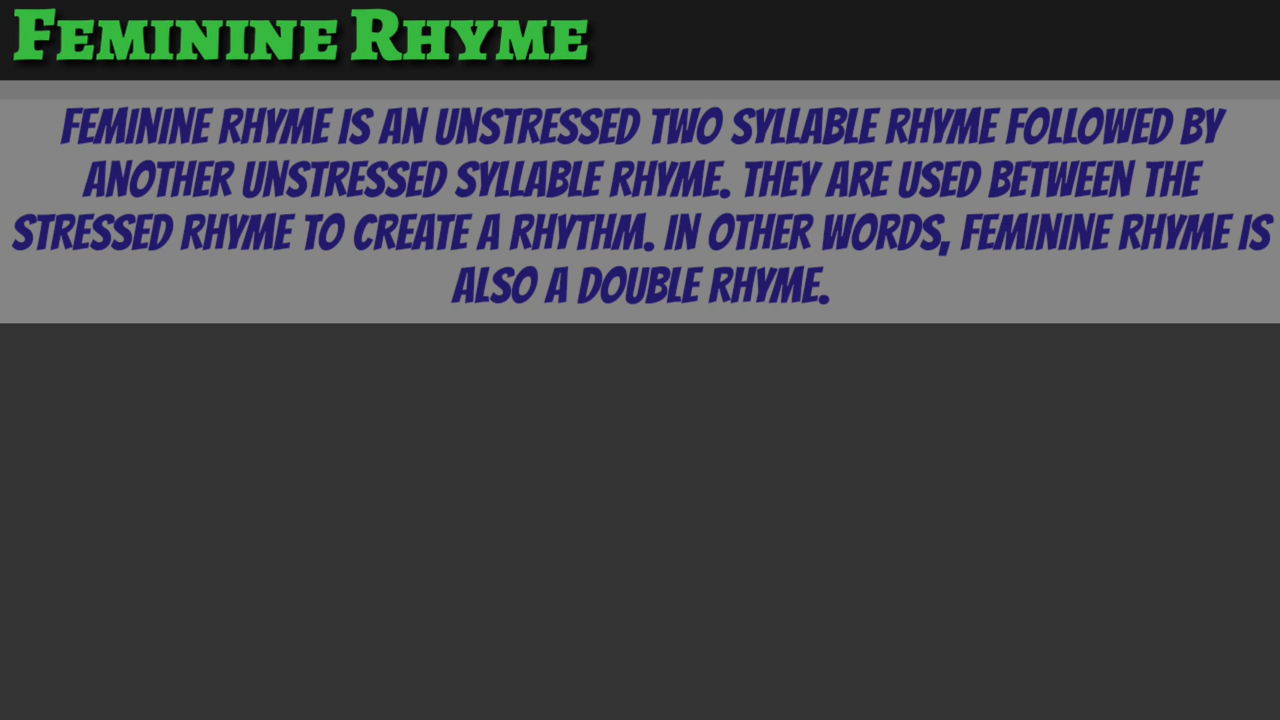 Feminine Rhyme
FEMININE RHYME IS AN UNSTRESSED TWO SYLLABLE RHYME FOLLOWED BY
ANOTHER UNSTRESSED SYLLABLE RHYME. THEY ARE USED BETWEEN THE
STRESSED RHYME TO CREATE A RHYTHM. IN OTHER WORDS, FEMININE RHYME IS
ALSO A DOUBLE RHYME.